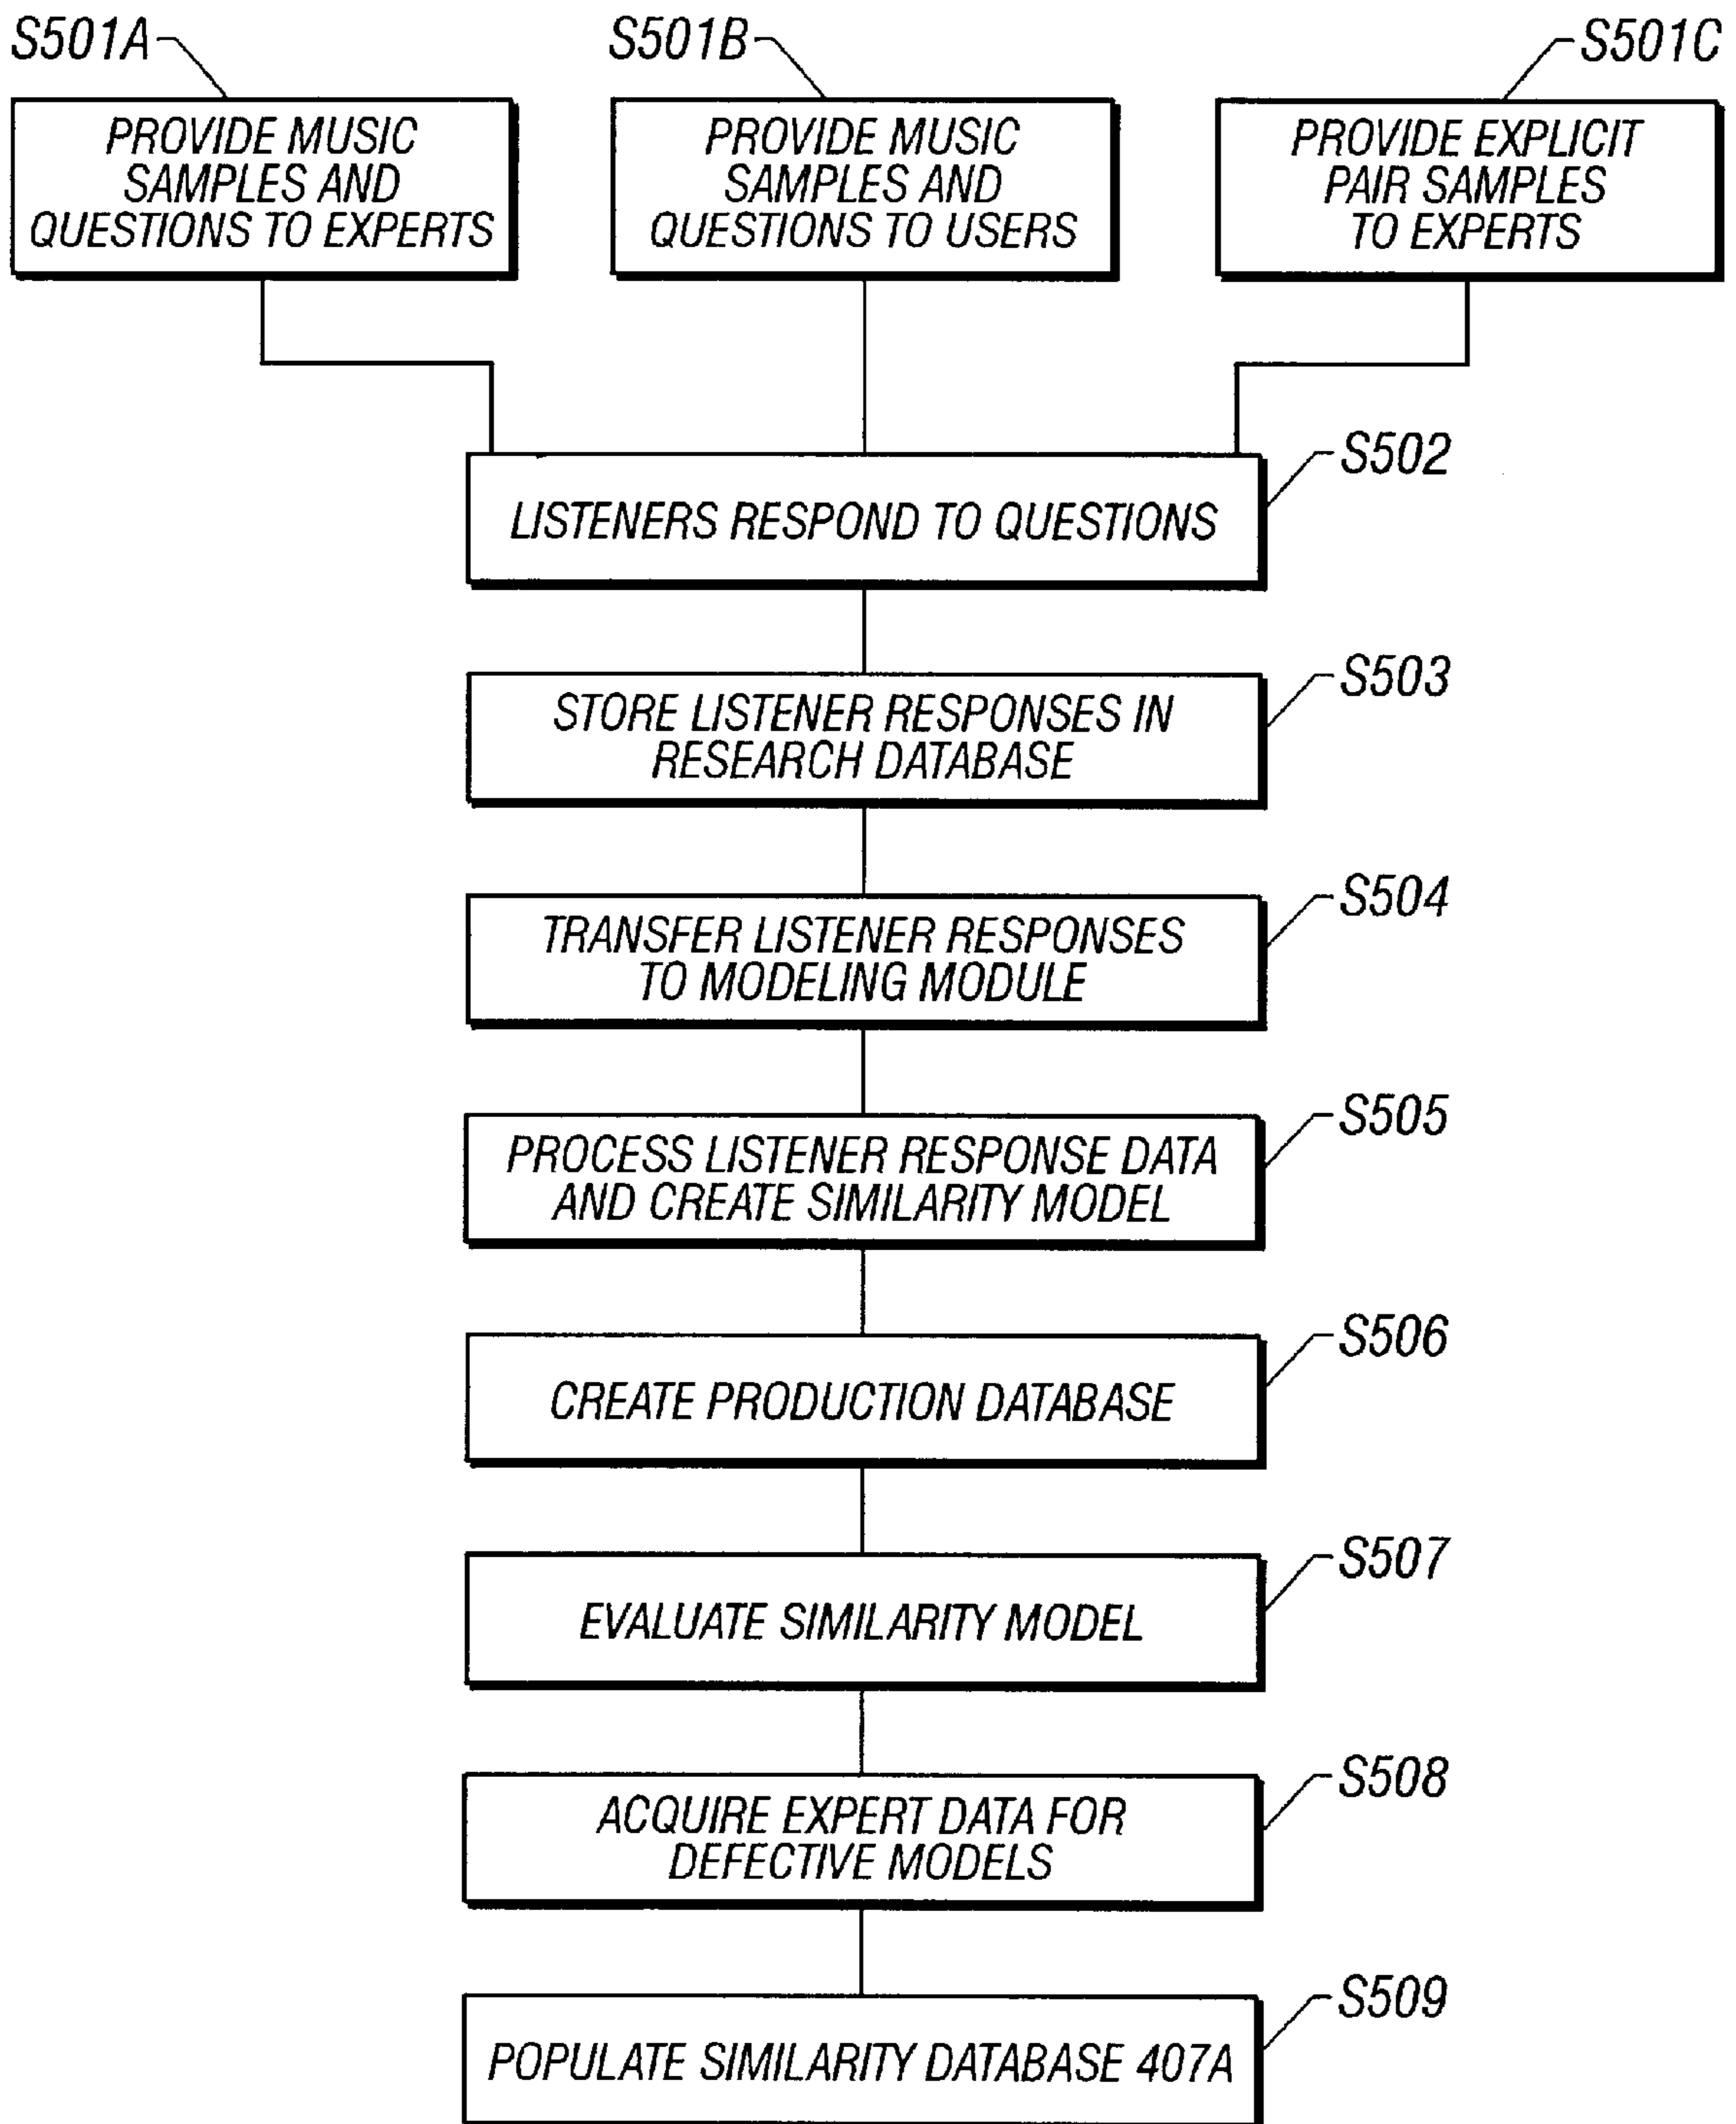 S501A
S501B
S501C
PROVIDE MUSIC
SAMPLES AND
QUESTIONS TO EXPERTS
PROVIDE MUSIC
SAMPLES AND
QUESTIONS TO USERS
PROVIDE EXPLICIT
PAIR SAMPLES
TO EXPERTS
S502
LISTENERS RESPOND TO QUESTIONS
S503
STORE LISTENER RESPONSES IN
RESEARCH DATABASE
S504
TRANSFER LISTENER RESPONSES
TO MODELING MODULE
S505
PROCESS LISTENER RESPONSE DATA
AND CREATE SIMILARITY MODEL
S506
CREATE PRODUCTION DATABASE
S507
EVALUATE SIMILARITY MODEL
S508
ACQUIRE EXPERT DATA FOR
DEFECTIVE MODELS
S509
POPULATE SIMILARITY DATABASE 407A